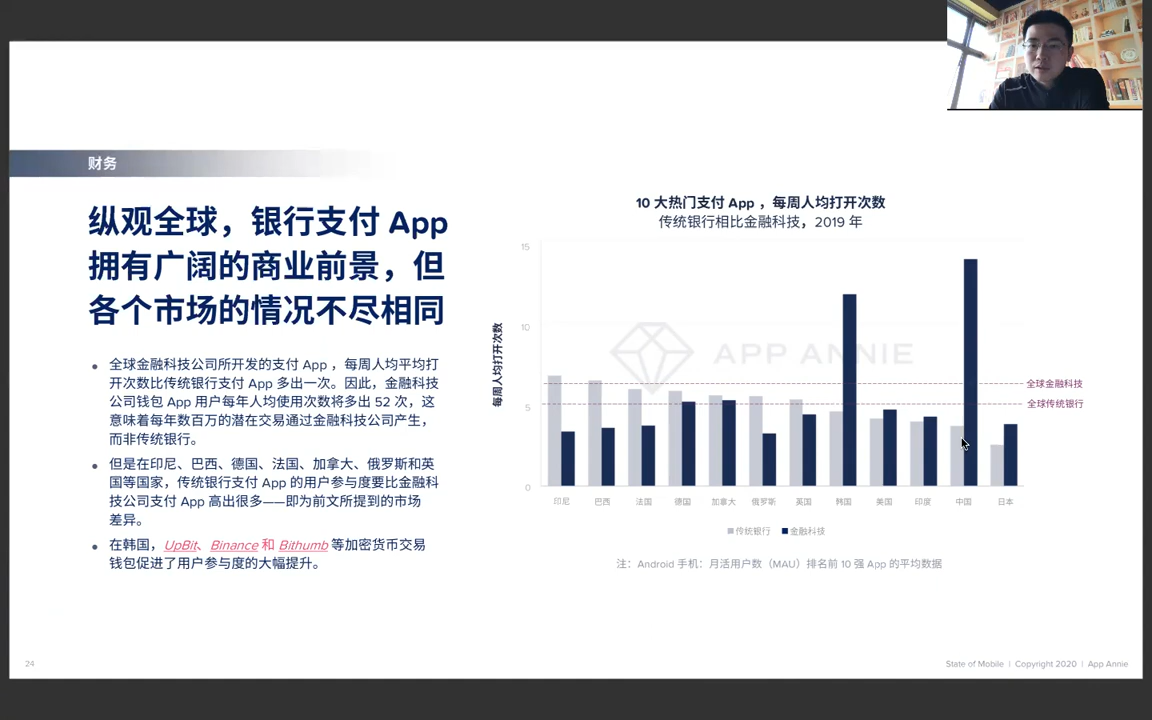 财务
纵观全球，银行支付 App
拥有广阔的商业前景，但
各个市场的情况不尽相同
全球金融科技公司所开发的支付 App ，每周人均平均打
开次数比传统银行支付 App 多出一次。因此，金融科技
公司钱包 App 用户每年人均使用次数将多出 52 次，这
意味着每年数百万的潜在交易通过金融科技公司产生，
而非传统银行。
但是在印尼、巴西、德国、法国、加拿大、俄罗斯和英
国等国家，传统银行支付 App 的用户参与度要比金融科
技公司支付 App 高出很多——即为前文所提到的市场
差异。
在韩国，UpBit、Binance 和 Bithumb 等加密货币交易
钱包促进了用户参与度的大幅提升。
10 大热门支付 App ，每周人均打开次数
传统银行相比金融科技，2019 年
每周人均打开次数
15
10
5
0
APP ANNIE
全球金融科技
全球传统银行
印尼 巴西 法国 德国 加拿大 俄罗斯 英国 韩国 美国 印度 中国 日本
传统银行 金融科技
注：Android 手机：月活用户数（MAU）排名前 10 强 App 的平均数据
24
State of Mobile | Copyright 2020 | App Annie